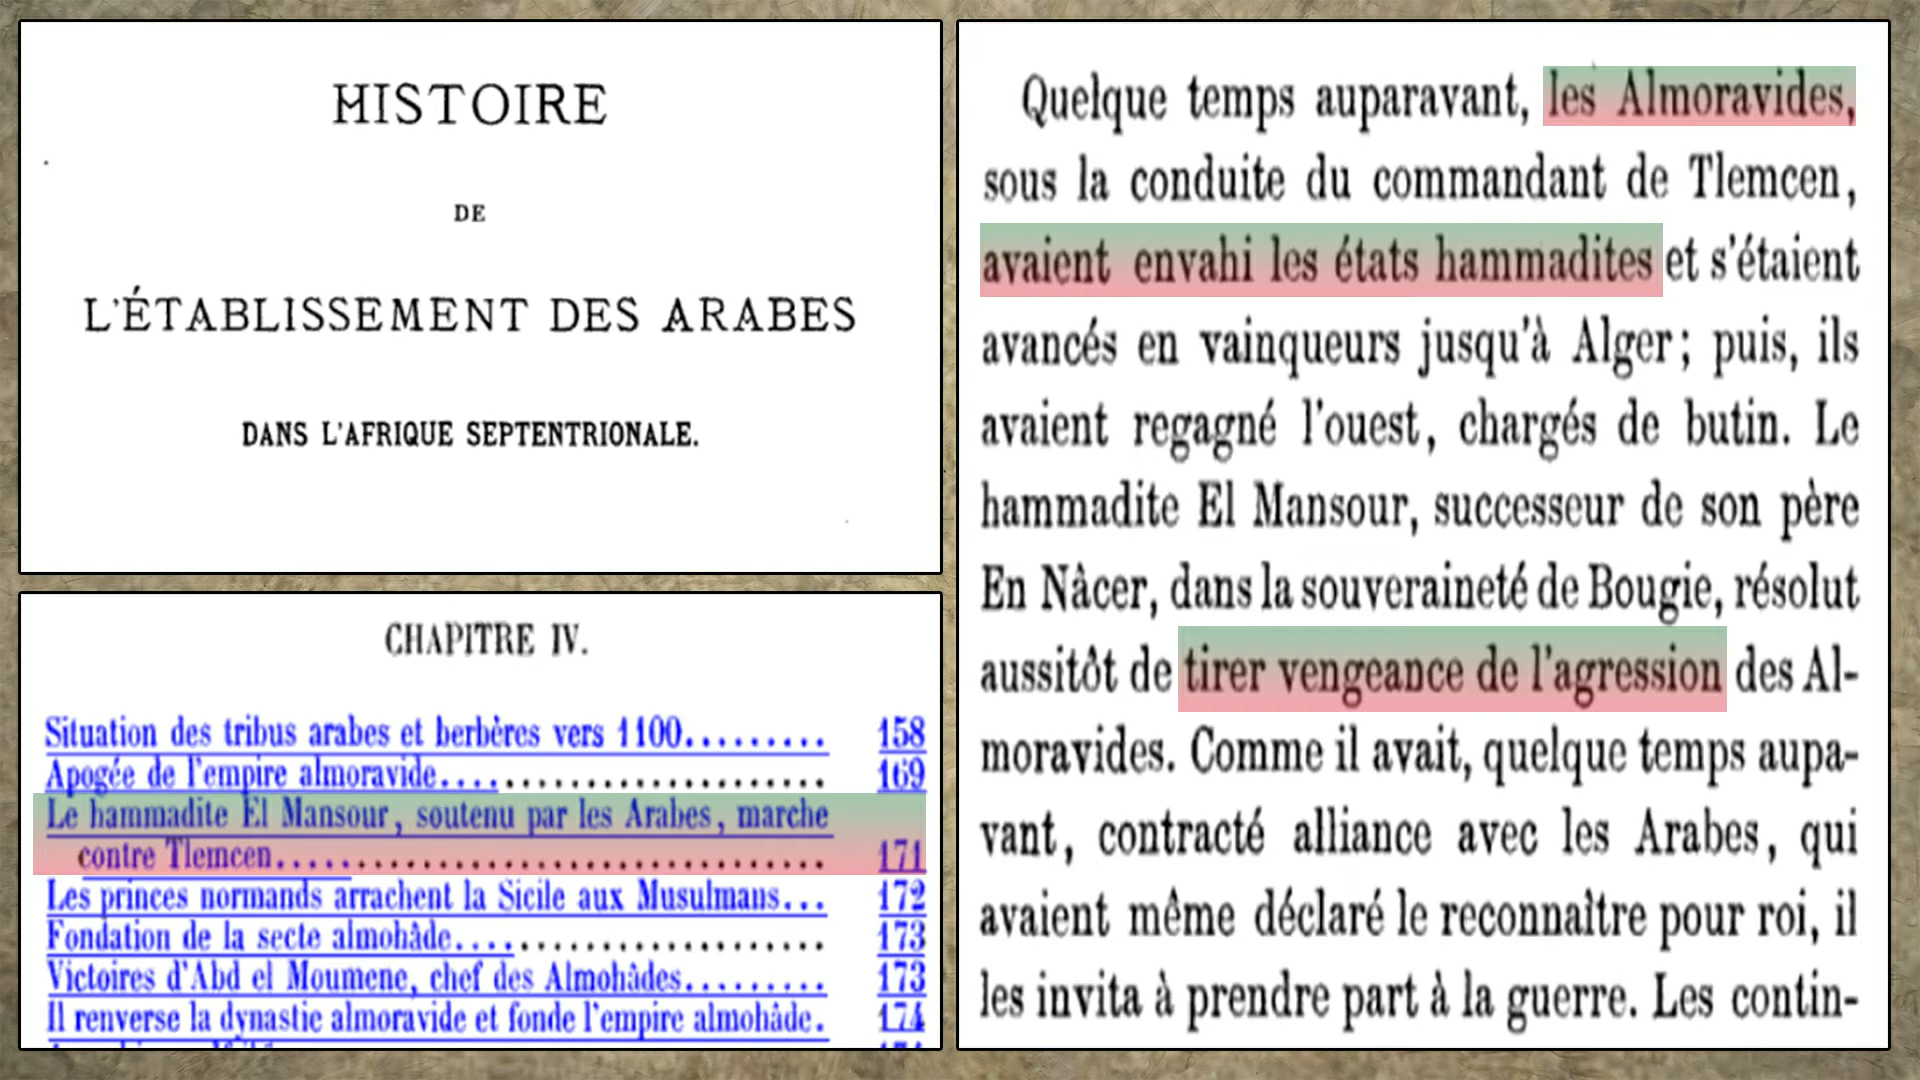 HISTOIRE
DE
L'ÉTABLISSEMENT DES ARABES
DANS L'AFRIQUE SEPTENTRIONALE.
CHAPITRE IV.
Situation des tribus arabes et berbères vers 1100......... 158
Apogée de l'empire almoravide........................ 169
Le hammadite El Mansour, soutenu par les Arabes, marche
contre Tlemcen.................................. 171
Les princes normands arrachent la Sicile aux Musulmans... 172
Fondation de la secte almohâde....................... 173
Victoires d'Abd el Moumene, chef des Almohâdes......... 173
Il renverse la dynastie almoravide et fonde l'empire almohâde. 174
Quelque temps auparavant, les Almoravides,
sous la conduite du commandant de Tlemcen,
avaient envahi les états hammadites et s'étaient
avancés en vainqueurs jusqu'à Alger; puis, ils
avaient regagné l'ouest, chargés de butin. Le
hammadite El Mansour, successeur de son père
En Nâcer, dans la souveraineté de Bougie, résolut
aussitôt de tirer vengeance de l'agression des Al-
moravides. Comme il avait, quelque temps aupa-
vant, contracté alliance avec les Arabes, qui
avaient même déclaré le reconnaître pour roi, il
les invita à prendre part à la guerre. Les contin-